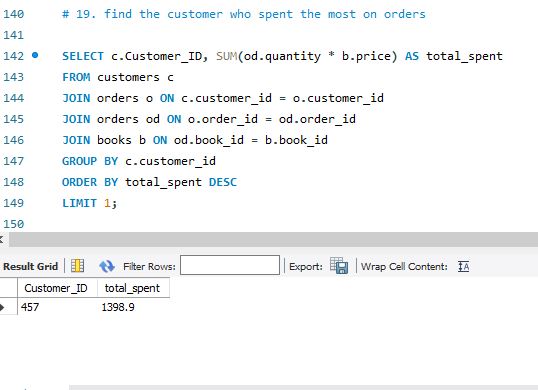 140 # 19. find the customer who spent the most on orders
141
142 SELECT c.Customer_ID, SUM(od.quantity * b.price) AS total_spent
143 FROM customers c
144 JOIN orders o ON c.customer_id = o.customer_id
145 JOIN orders od ON o.order_id = od.order_id
146 JOIN books b ON od.book_id = b.book_id
147 GROUP BY c.customer_id
148 ORDER BY total_spent DESC
149 LIMIT 1;
150
Result Grid Filter Rows: Export: Wrap Cell Content: IA
Customer_ID total_spent
457 1398.9